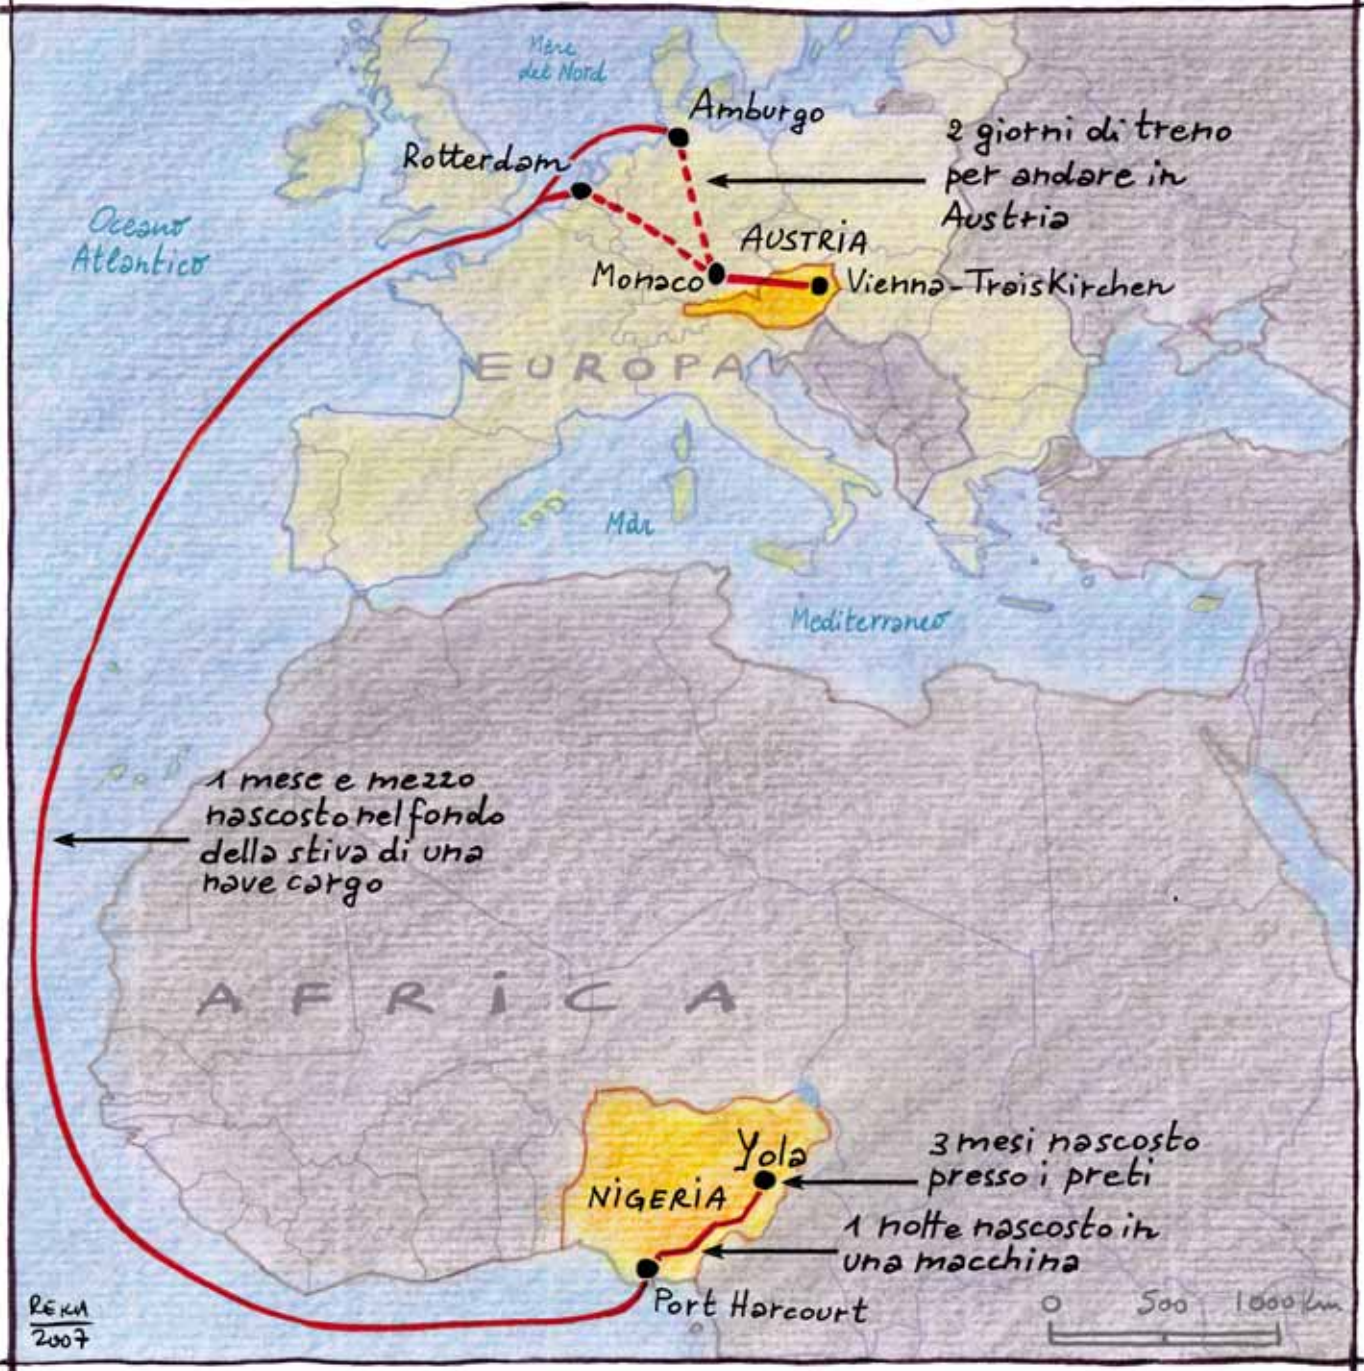 Mare
del Nord
Amburgo
Rotterdam
2 giorni di treno
per andare in
Austria
Oceano
Atlantico
AUSTRIA
Monaco
Vienna-TraisKirchen
EUROPA
Mar
Mediterraneo
1 mese e mezzo
nascosto nel fondo
della stiva di una
nave cargo
AFRICA
Yola
3 mesi nascosto
presso i preti
NIGERIA
1 notte nascosto in
una macchina
Port Harcourt
0 500 1000 km
2007